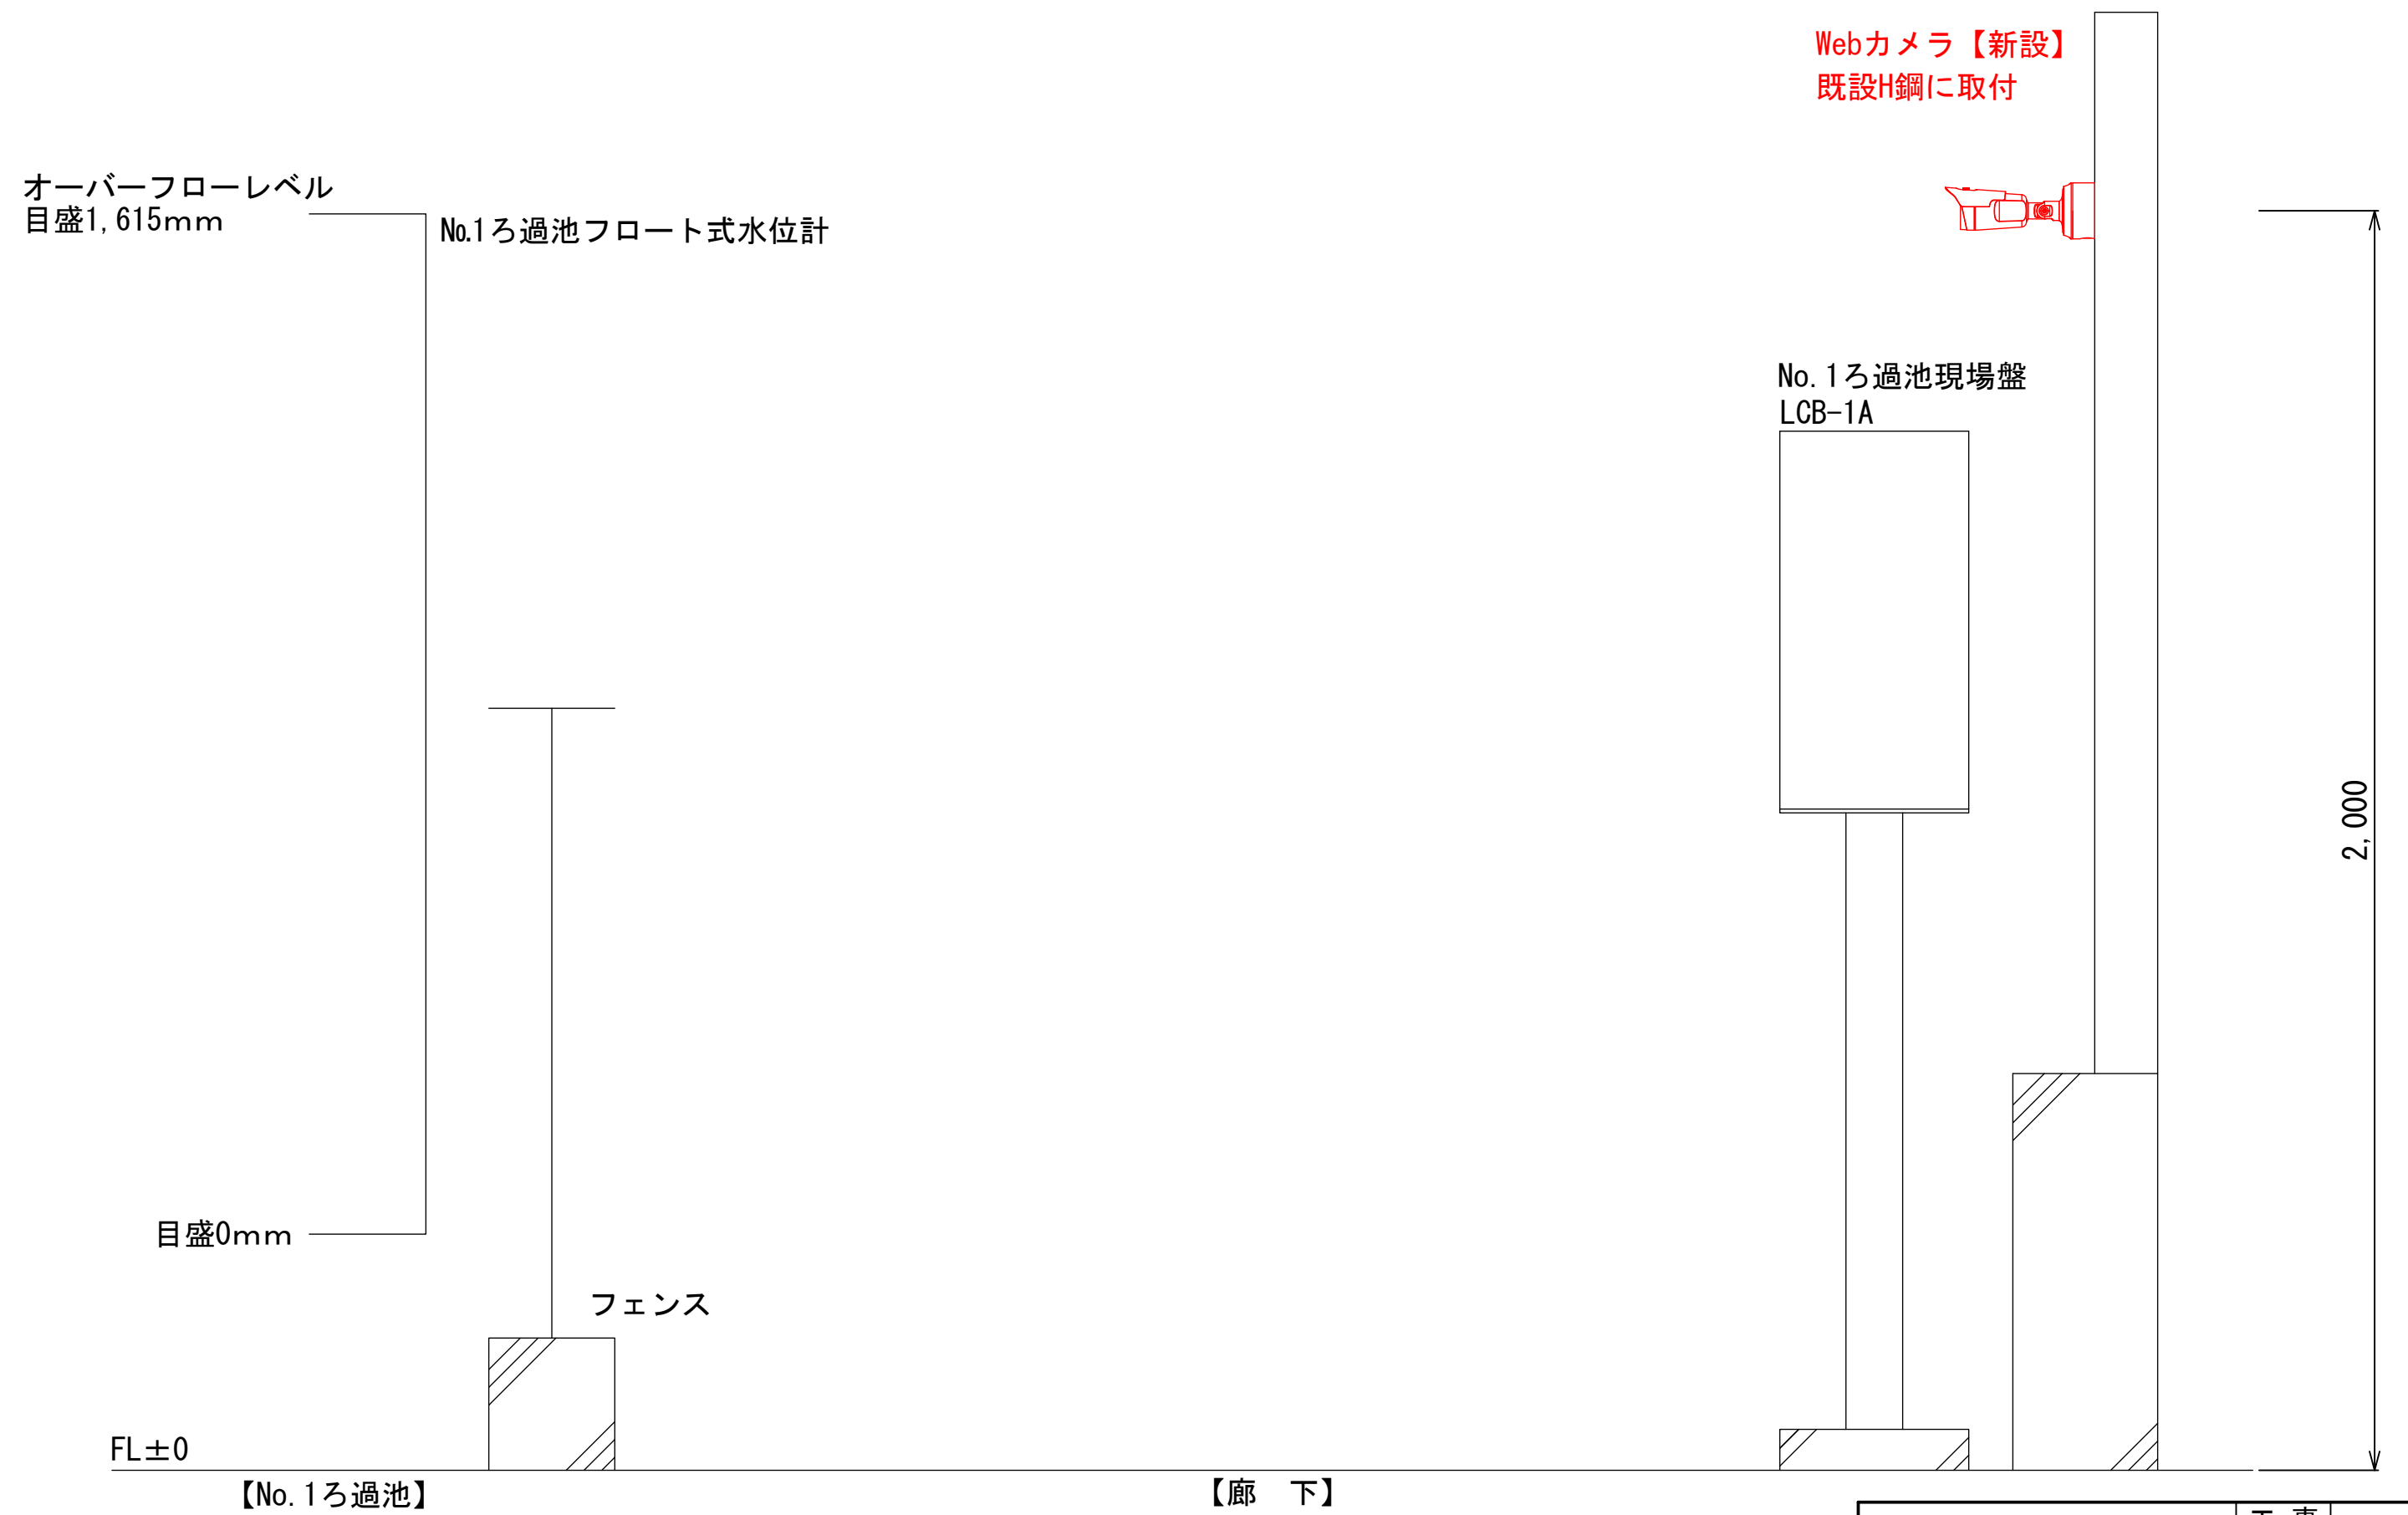 Webカメラ【新設】
既設H鋼に取付
オーバーフローレベル
目盛1,615mm
No.1ろ過池フロート式水位計
No.1ろ過池現場盤
LCB-1A
2,000
目盛0mm
フェンス
FL±0
【No.1ろ過池】
【廊　下】